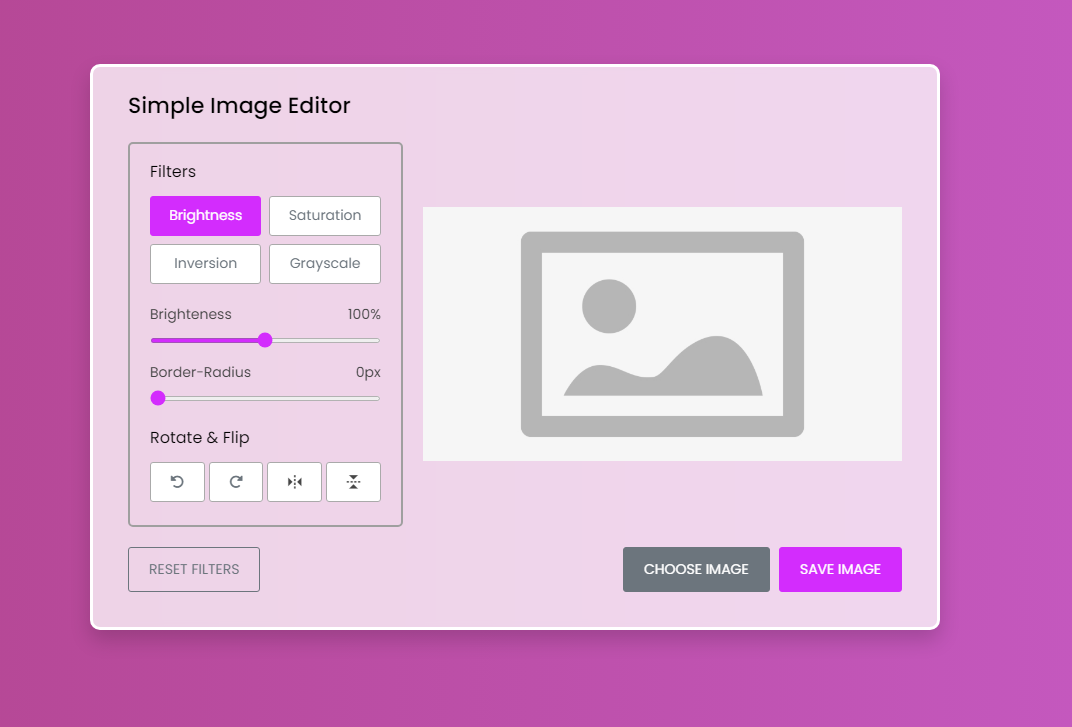 Simple Image Editor
Filters
Brightness
Saturation
Inversion
Grayscale
Brighteness 100%
Border-Radius 0px
Rotate & Flip
RESET FILTERS
CHOOSE IMAGE
SAVE IMAGE